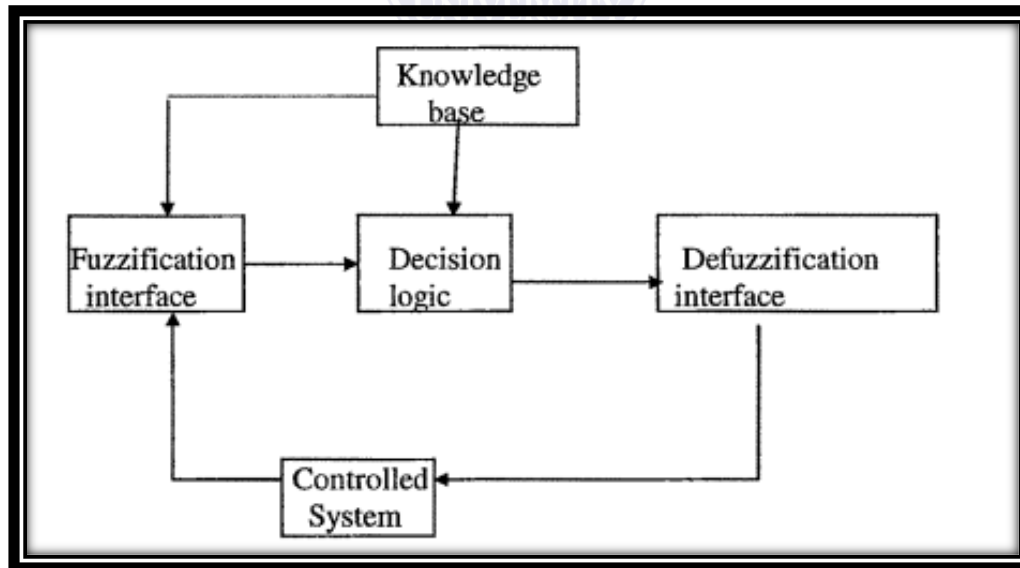 Knowledge
base
Fuzzification
interface
Decision
logic
Defuzzification
interface
Controlled
System